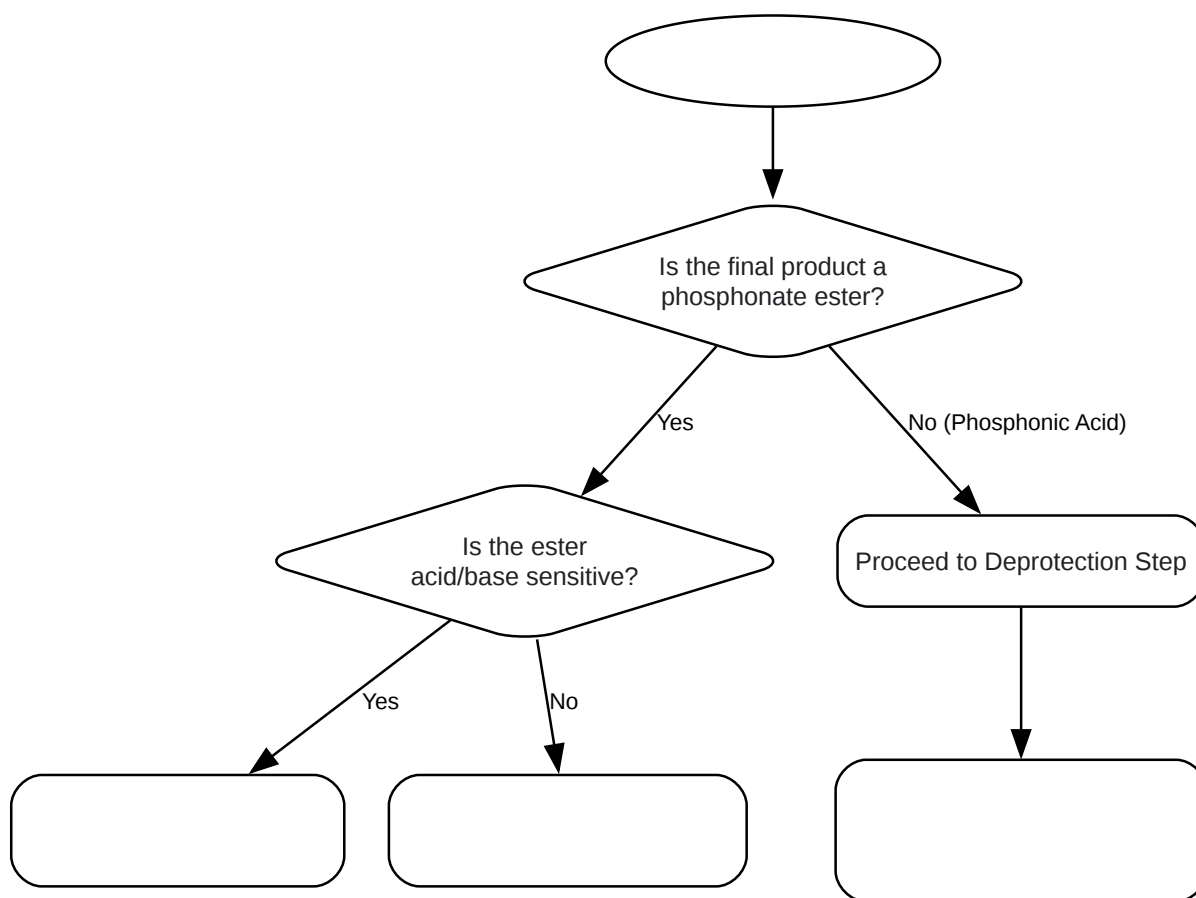 Is the final product a
phosphonate ester?
Yes
No (Phosphonic Acid)
Is the ester
acid/base sensitive?
Proceed to Deprotection Step
Yes
No